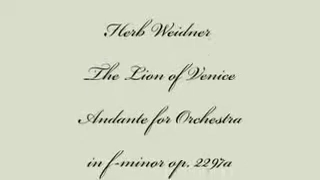 Herb Weidner
The Lion of Venice
Andante for Orchestra
in f-minor op. 2297a